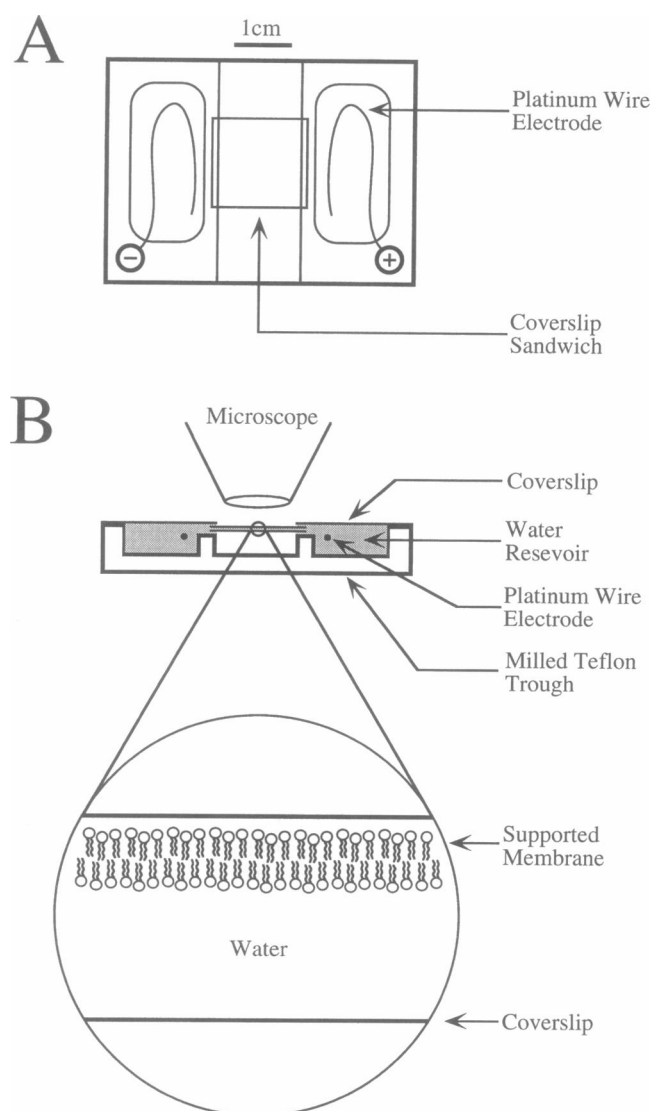 A
1cm
Platinum Wire
Electrode
−
+
Coverslip
Sandwich
B
Microscope
Coverslip
Water
Resevoir
Platinum Wire
Electrode
Milled Teflon
Trough
Supported
Membrane
Water
Coverslip